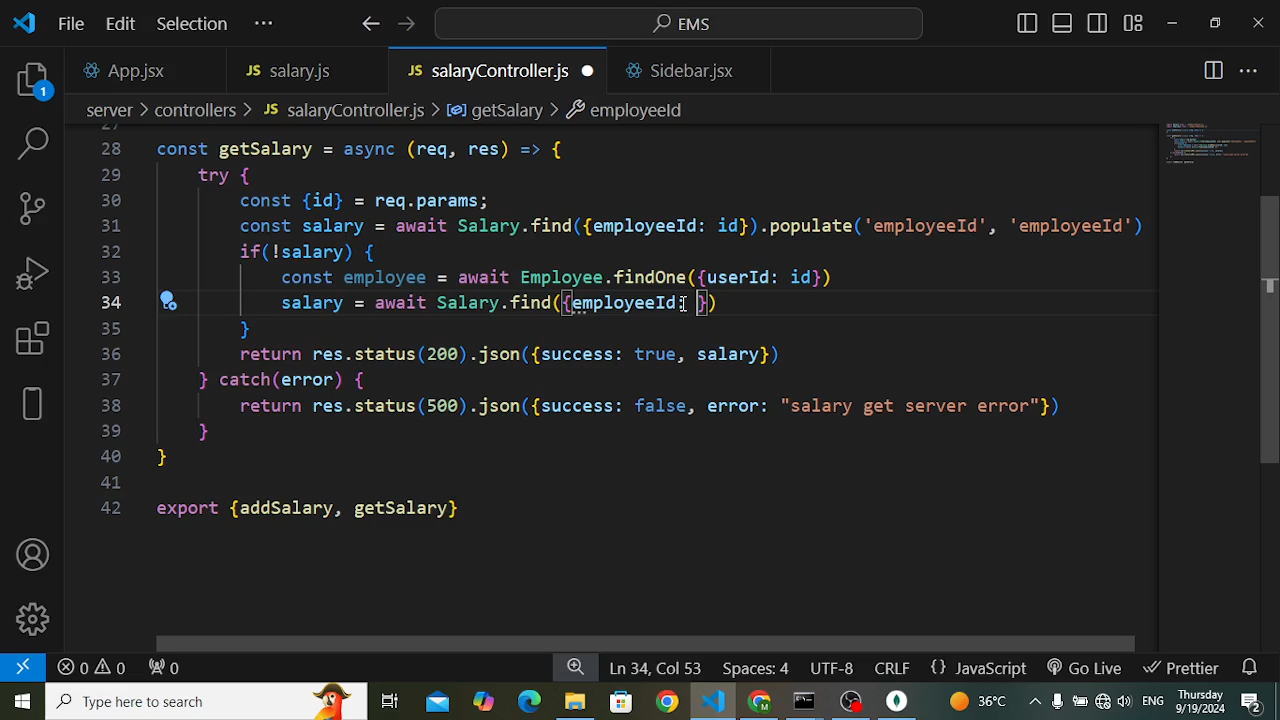 File Edit Selection ··· EMS
App.jsx salary.js salaryController.js Sidebar.jsx
server > controllers > salaryController.js > getSalary > employeeId
28 const getSalary = async (req, res) => {
29 try {
30 const {id} = req.params;
31 const salary = await Salary.find({employeeId: id}).populate('employeeId', 'employeeId')
32 if(!salary) {
33 const employee = await Employee.findOne({userId: id})
34 salary = await Salary.find({employeeId: })
35 }
36 return res.status(200).json({success: true, salary})
37 } catch(error) {
38 return res.status(500).json({success: false, error: "salary get server error"})
39 }
40 }
41
42 export {addSalary, getSalary}
0 0 0 Ln 34, Col 53 Spaces: 4 UTF-8 CRLF {} JavaScript Go Live Prettier
Type here to search 36°C ENG Thursday
9/19/2024 2